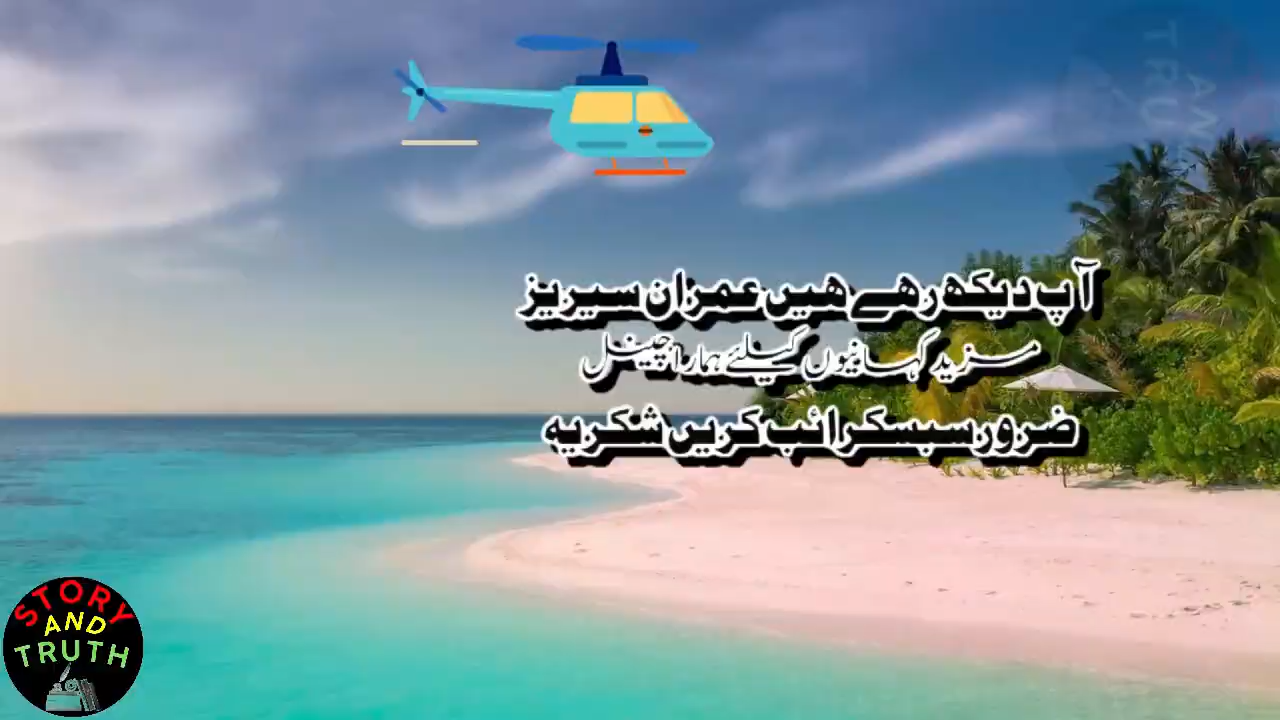 آپ دیکھ رہے ہیں عمران سیریز
مزید کہانیوں کیلئے ہمارا چینل
ضرور سبسکرائب کریں شکریہ
STORY
AND
TRUTH